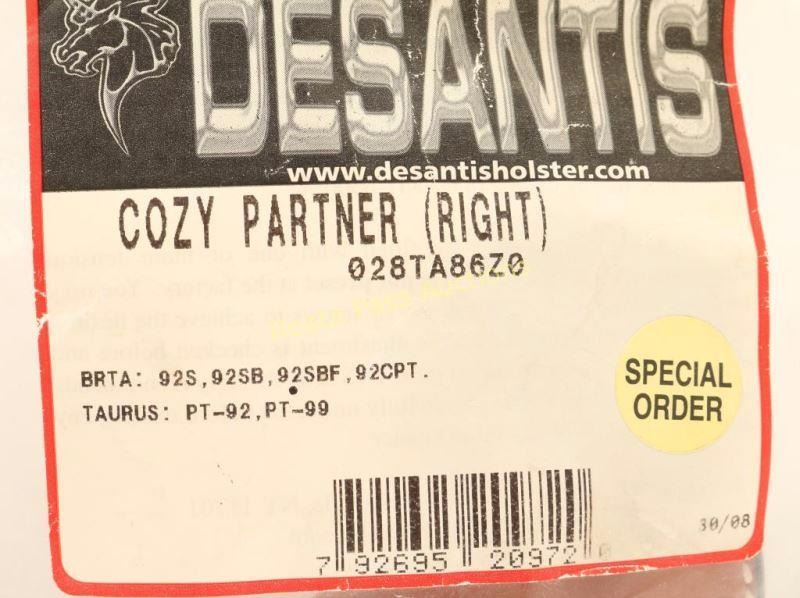 DESANTIS
www.desantisholster.com
COZY PARTNER (RIGHT)
028TA86Z0
BRTA: 92S,92SB,92SBF,92CPT.
TAURUS: PT-92,PT-99
SPECIAL
ORDER
30/08
7 92695 20972 0